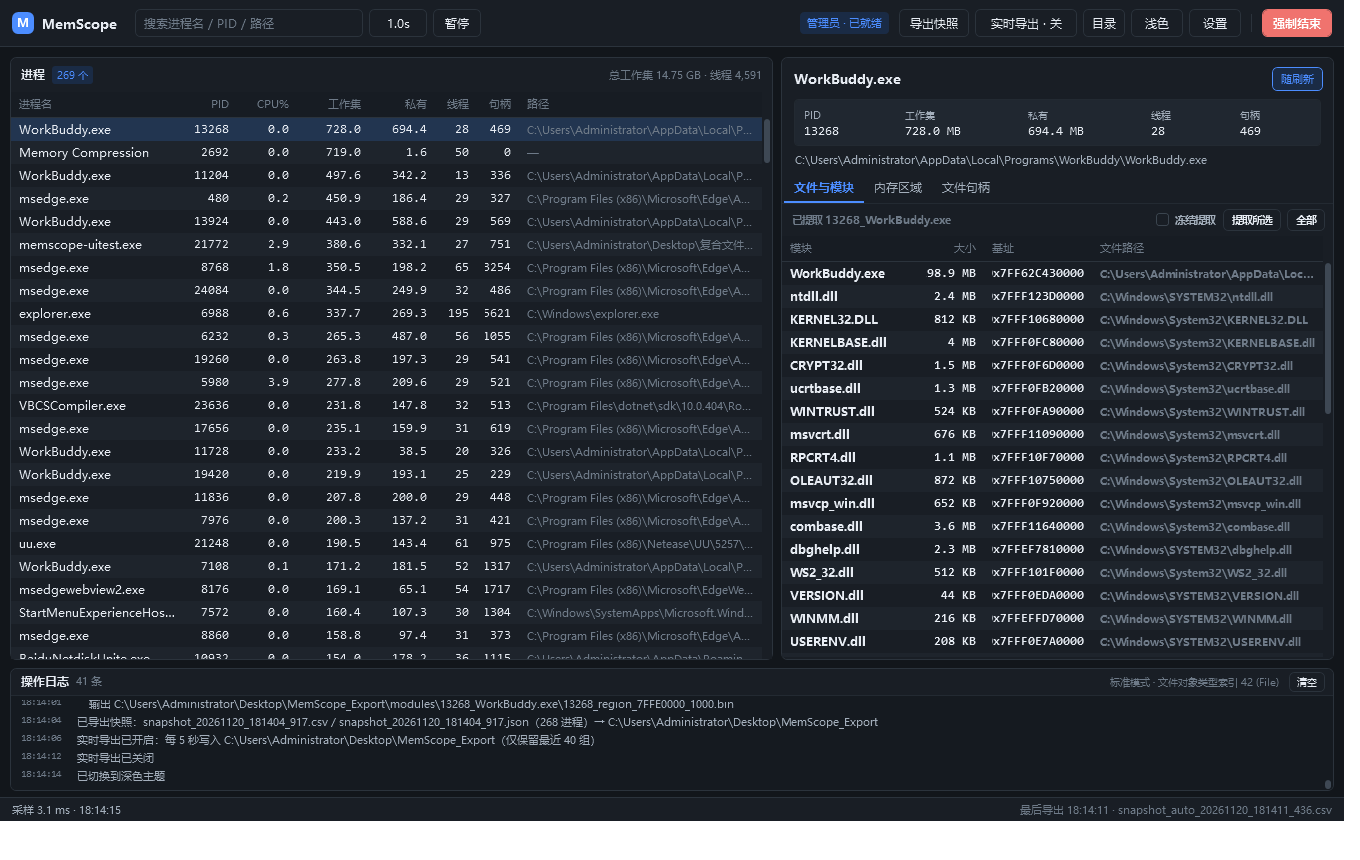 M MemScope 搜索进程名 / PID / 路径 1.0s 暂停 管理员 · 已就绪 导出快照 实时导出 · 关 目录 浅色 设置 强制结束
进程 269 个 总工作集 14.75 GB · 线程 4,591
进程名 PID CPU% 工作集 私有 线程 句柄 路径
WorkBuddy.exe 13268 0.0 728.0 694.4 28 469 C:\Users\Administrator\AppData\Local\P...
Memory Compression 2692 0.0 719.0 1.6 50 0 —
WorkBuddy.exe 11204 0.0 497.6 342.2 13 336 C:\Users\Administrator\AppData\Local\P...
msedge.exe 480 0.2 450.9 186.4 29 327 C:\Program Files (x86)\Microsoft\Edge\A...
WorkBuddy.exe 13924 0.0 443.0 588.6 29 569 C:\Users\Administrator\AppData\Local\P...
memscope-uitest.exe 21772 2.9 380.6 332.1 27 751 C:\Users\Administrator\Desktop\复合文件...
msedge.exe 8768 1.8 350.5 198.2 65 3254 C:\Program Files (x86)\Microsoft\Edge\A...
msedge.exe 24084 0.0 344.5 249.9 32 486 C:\Program Files (x86)\Microsoft\Edge\A...
explorer.exe 6988 0.6 337.7 269.3 195 5621 C:\Windows\explorer.exe
msedge.exe 6232 0.3 265.3 487.0 56 1055 C:\Program Files (x86)\Microsoft\Edge\A...
msedge.exe 19260 0.0 263.8 197.3 29 541 C:\Program Files (x86)\Microsoft\Edge\A...
msedge.exe 5980 3.9 277.8 209.6 29 521 C:\Program Files (x86)\Microsoft\Edge\A...
VBCSCompiler.exe 23636 0.0 231.8 147.8 32 513 C:\Program Files\dotnet\sdk\10.0.404\Ro...
msedge.exe 17656 0.0 235.1 159.9 31 619 C:\Program Files (x86)\Microsoft\Edge\A...
WorkBuddy.exe 11728 0.0 233.2 38.5 20 326 C:\Users\Administrator\AppData\Local\P...
WorkBuddy.exe 19420 0.0 219.9 193.1 25 229 C:\Users\Administrator\AppData\Local\P...
msedge.exe 11836 0.0 207.8 200.0 29 448 C:\Program Files (x86)\Microsoft\Edge\A...
msedge.exe 7976 0.0 200.3 137.2 31 421 C:\Program Files (x86)\Microsoft\Edge\A...
uu.exe 21248 0.0 190.5 143.4 61 975 C:\Program Files (x86)\Netease\UU\5257\...
WorkBuddy.exe 7108 0.1 171.2 181.5 52 1317 C:\Users\Administrator\AppData\Local\P...
msedgewebview2.exe 8176 0.0 169.1 65.1 54 1717 C:\Program Files (x86)\Microsoft\EdgeWe...
StartMenuExperienceHos... 7572 0.0 160.4 107.3 30 1304 C:\Windows\SystemApps\Microsoft.Wind...
msedge.exe 8860 0.0 158.8 97.4 31 373 C:\Program Files (x86)\Microsoft\Edge\A...
BaiduNetdiskUnite.exe 10932 0.0 154.0 178.2 36 1115 C:\Users\Administrator\AppData\Roamin...
WorkBuddy.exe 随刷新
PID 工作集 私有 线程 句柄
13268 728.0 MB 694.4 MB 28 469
C:\Users\Administrator\AppData\Local\Programs\WorkBuddy\WorkBuddy.exe
文件与模块 内存区域 文件句柄
已提取 13268_WorkBuddy.exe 冻结提取 提取所选 全部
模块 大小 基址 文件路径
WorkBuddy.exe 98.9 MB x7FF62C430000 C:\Users\Administrator\AppData\Loc...
ntdll.dll 2.4 MB x7FFF123D0000 C:\Windows\SYSTEM32\ntdll.dll
KERNEL32.DLL 812 KB x7FFF10680000 C:\Windows\System32\KERNEL32.DLL
KERNELBASE.dll 4 MB x7FFF0FC80000 C:\Windows\System32\KERNELBASE.dll
CRYPT32.dll 1.5 MB x7FFF0F6D0000 C:\Windows\System32\CRYPT32.dll
ucrtbase.dll 1.3 MB x7FFF0FB20000 C:\Windows\System32\ucrtbase.dll
WINTRUST.dll 524 KB x7FFF0FA90000 C:\Windows\System32\WINTRUST.dll
msvcrt.dll 676 KB x7FFF11090000 C:\Windows\System32\msvcrt.dll
RPCRT4.dll 1.1 MB x7FFF10F70000 C:\Windows\System32\RPCRT4.dll
OLEAUT32.dll 872 KB x7FFF10750000 C:\Windows\System32\OLEAUT32.dll
msvcp_win.dll 652 KB x7FFF0F920000 C:\Windows\System32\msvcp_win.dll
combase.dll 3.6 MB x7FFF11640000 C:\Windows\System32\combase.dll
dbghelp.dll 2.3 MB x7FFEF7810000 C:\Windows\SYSTEM32\dbghelp.dll
WS2_32.dll 512 KB x7FFF101F0000 C:\Windows\System32\WS2_32.dll
VERSION.dll 44 KB x7FFF0EDA0000 C:\Windows\SYSTEM32\VERSION.dll
WINMM.dll 216 KB x7FFEFFD70000 C:\Windows\SYSTEM32\WINMM.dll
USERENV.dll 208 KB x7FFF0E7A0000 C:\Windows\SYSTEM32\USERENV.dll
操作日志 41 条 标准模式 · 文件对象类型索引 42 (File) 清空
18:14:01 输出 C:\Users\Administrator\Desktop\MemScope_Export\modules\13268_WorkBuddy.exe\13268_region_7FFE0000_1000.bin
18:14:04 已导出快照：snapshot_20261120_181404_917.csv / snapshot_20261120_181404_917.json（268 进程）→ C:\Users\Administrator\Desktop\MemScope_Export
18:14:06 实时导出已开启：每 5 秒写入 C:\Users\Administrator\Desktop\MemScope_Export（仅保留最近 40 组）
18:14:12 实时导出已关闭
18:14:14 已切换到深色主题
采样 3.1 ms · 18:14:15 最后导出 18:14:11 · snapshot_auto_20261120_181411_436.csv